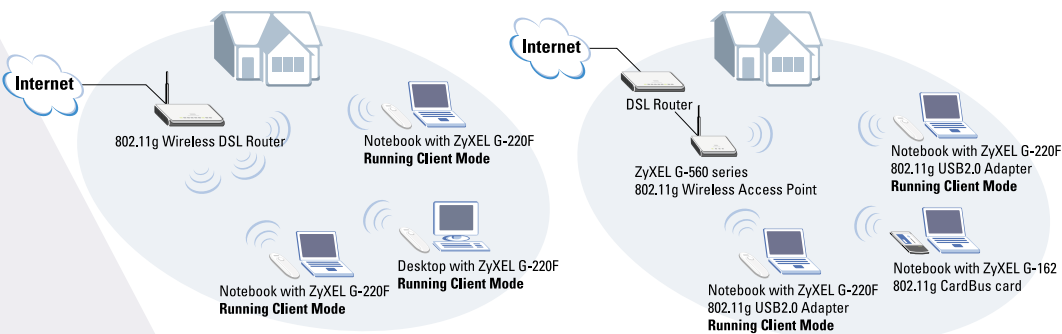 Internet
802.11g Wireless DSL Router
Notebook with ZyXEL G-220F
Running Client Mode
Desktop with ZyXEL G-220F
Running Client Mode
Notebook with ZyXEL G-220F
Running Client Mode
Internet
DSL Router
ZyXEL G-560 series
802.11g Wireless Access Point
Notebook with ZyXEL G-220F
802.11g USB2.0 Adapter
Running Client Mode
Notebook with ZyXEL G-162
802.11g CardBus card
Notebook with ZyXEL G-220F
802.11g USB2.0 Adapter
Running Client Mode